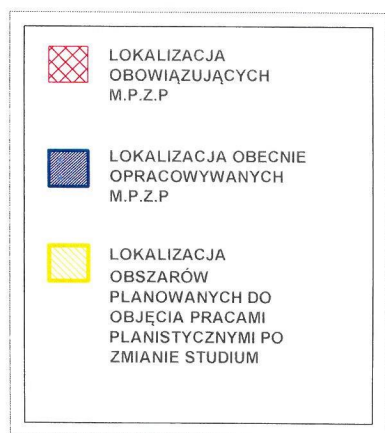 LOKALIZACJA
OBOWIĄZUJĄCYCH
M.P.Z.P
LOKALIZACJA OBECNIE
OPRACOWYWANYCH
M.P.Z.P
LOKALIZACJA
OBSZARÓW
PLANOWANYCH DO
OBJĘCIA PRACAMI
PLANISTYCZNYMI PO
ZMIANIE STUDIUM